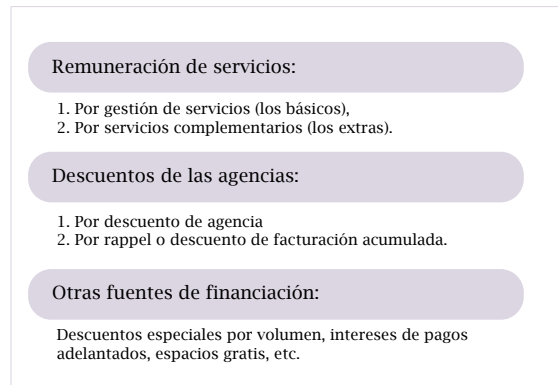 Remuneración de servicios:
1. Por gestión de servicios (los básicos),
2. Por servicios complementarios (los extras).
Descuentos de las agencias:
1. Por descuento de agencia
2. Por rappel o descuento de facturación acumulada.
Otras fuentes de financiación:
Descuentos especiales por volumen, intereses de pagos
adelantados, espacios gratis, etc.